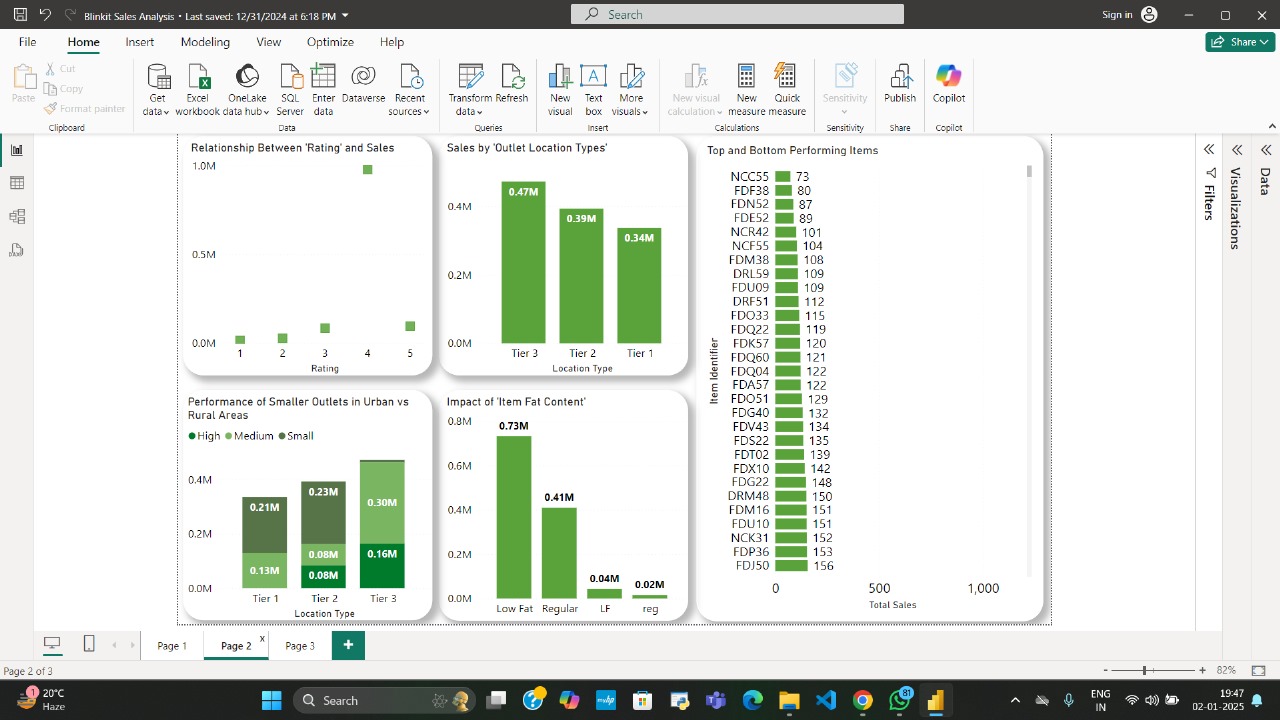 Blinkit Sales Analysis • Last saved: 12/31/2024 at 6:18 PM
Search
Sign in
File Home Insert Modeling View Optimize Help
Share
Paste
Cut
Copy
Format painter
Clipboard
Get data
Excel workbook
OneLake data hub
SQL Server
Enter data
Dataverse
Recent sources
Data
Transform data
Refresh
Queries
New visual
Text box
More visuals
Insert
New visual calculation
New measure
Quick measure
Calculations
Sensitivity
Sensitivity
Publish
Share
Copilot
Copilot
Relationship Between 'Rating' and Sales
1.0M
0.5M
0.0M
1 2 3 4 5
Rating
Sales by 'Outlet Location Types'
0.4M
0.2M
0.0M
0.47M
0.39M
0.34M
Tier 3 Tier 2 Tier 1
Location Type
Top and Bottom Performing Items
Item Identifier
NCC55 73
FDF38 80
FDN52 87
FDE52 89
NCR42 101
NCF55 104
FDM38 108
DRL59 109
FDU09 109
DRF51 112
FDO33 115
FDQ22 119
FDK57 120
FDQ60 121
FDQ04 122
FDA57 122
FDO51 129
FDG40 132
FDV43 134
FDS22 135
FDT02 139
FDX10 142
FDG22 148
DRM48 150
FDM16 151
FDU10 151
NCK31 152
FDP36 153
FDJ50 156
0 500 1,000
Total Sales
Performance of Smaller Outlets in Urban vs
Rural Areas
High Medium Small
0.4M
0.2M
0.0M
0.21M
0.13M
0.23M
0.08M
0.08M
0.30M
0.16M
Tier 1 Tier 2 Tier 3
Location Type
Impact of 'Item Fat Content'
0.8M
0.6M
0.4M
0.2M
0.0M
0.73M
0.41M
0.04M
0.02M
Low Fat Regular LF reg
Filters
Visualizations
Data
Page 1
Page 2
x
Page 3
+
Page 2 of 3
- + 82%
1
20°C
Haze
Search
81
ENG
IN
19:47
02-01-2025